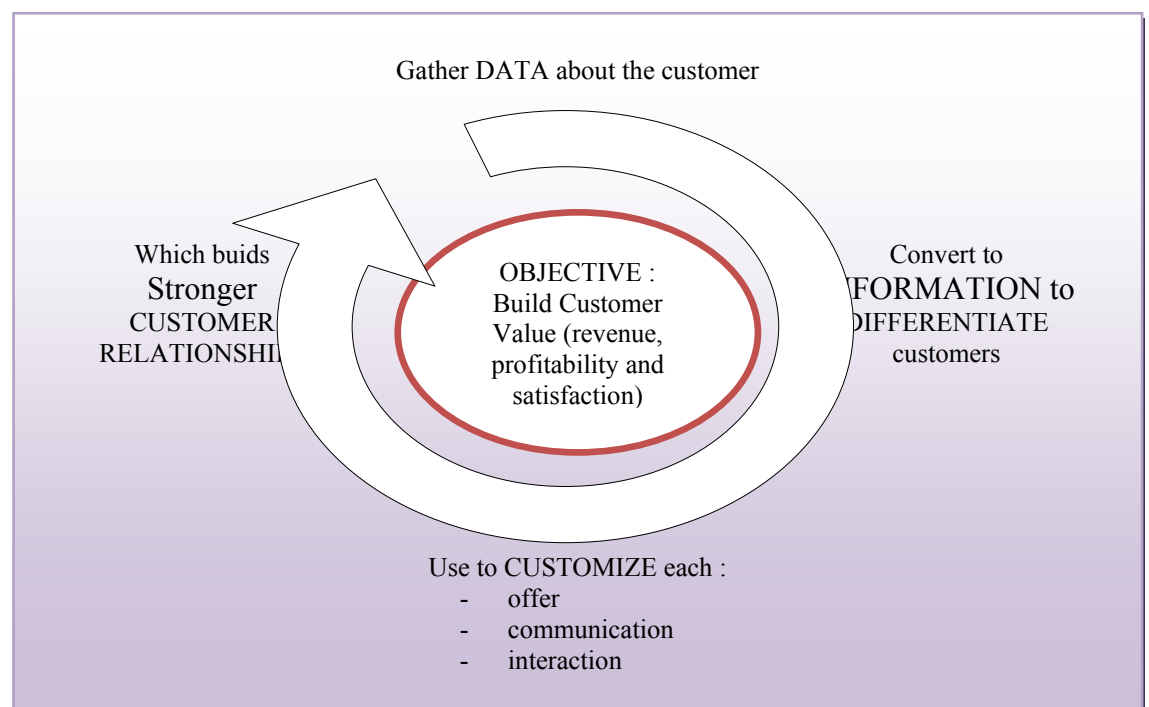 Gather DATA about the customer
Convert to
FORMATION to
DIFFERENTIATE
customers
Use to CUSTOMIZE each :
- offer
- communication
- interaction
Which buids
Stronger
CUSTOMER
RELATIONSHI
OBJECTIVE :
Build Customer
Value (revenue,
profitability and
satisfaction)